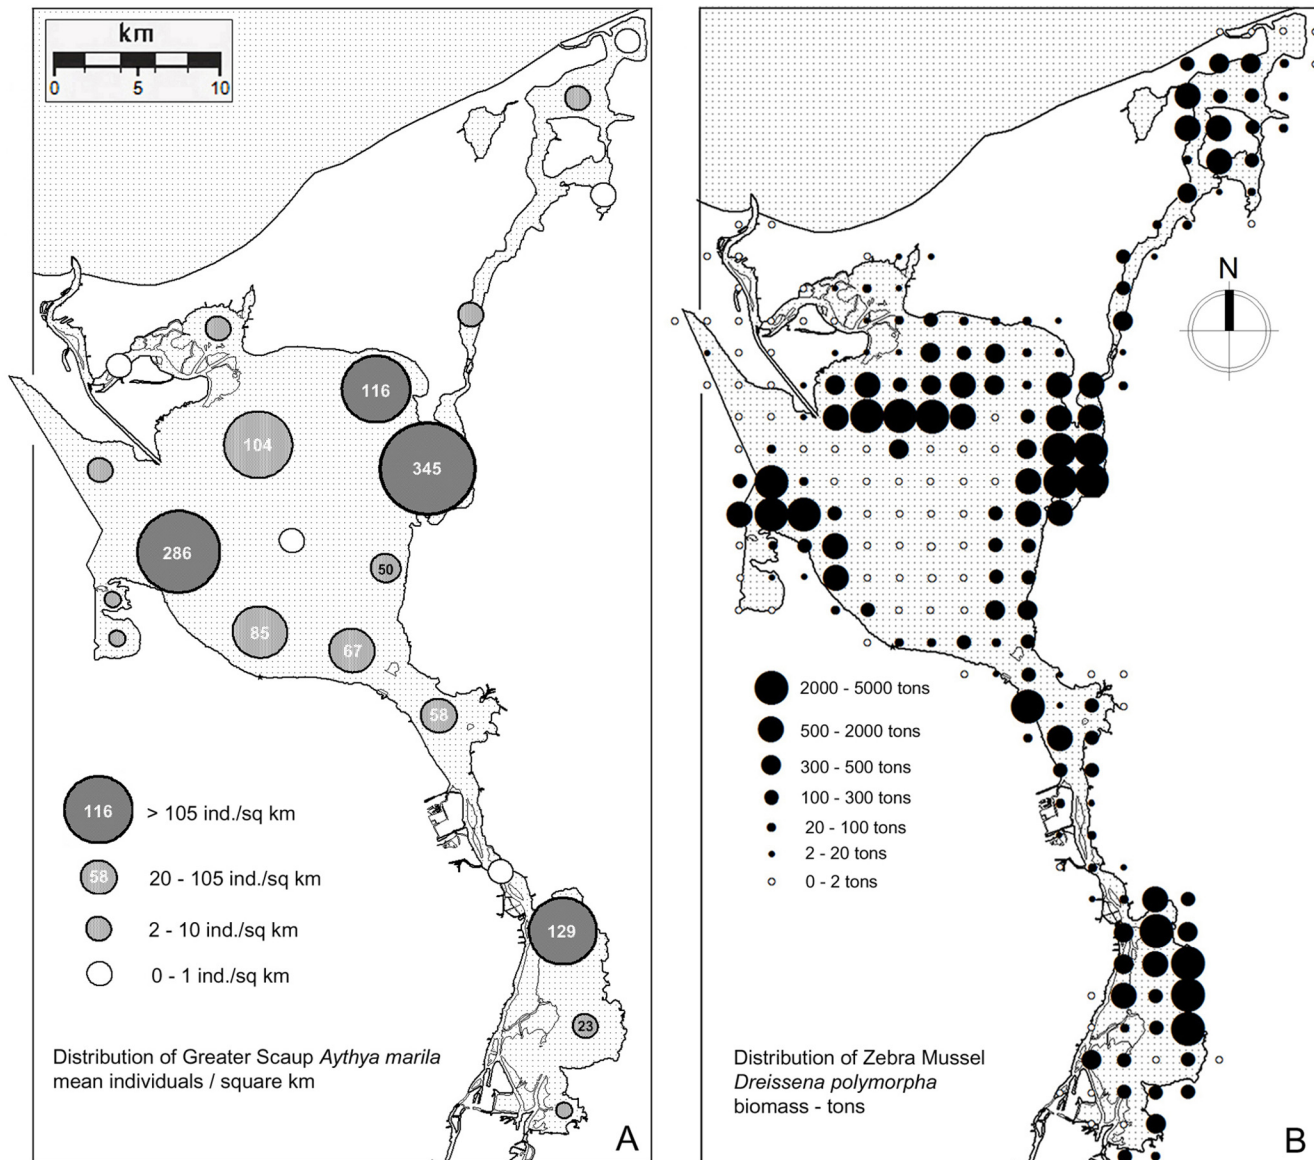 km
0 5 10
116
104
345
286
50
85
67
58
116 > 105 ind./sq km
58 20 - 105 ind./sq km
2 - 10 ind./sq km
129
0 - 1 ind./sq km
23
Distribution of Greater Scaup Aythya marila
mean individuals / square km
A
N
2000 - 5000 tons
500 - 2000 tons
300 - 500 tons
100 - 300 tons
20 - 100 tons
2 - 20 tons
0 - 2 tons
Distribution of Zebra Mussel
Dreissena polymorpha
biomass - tons
B